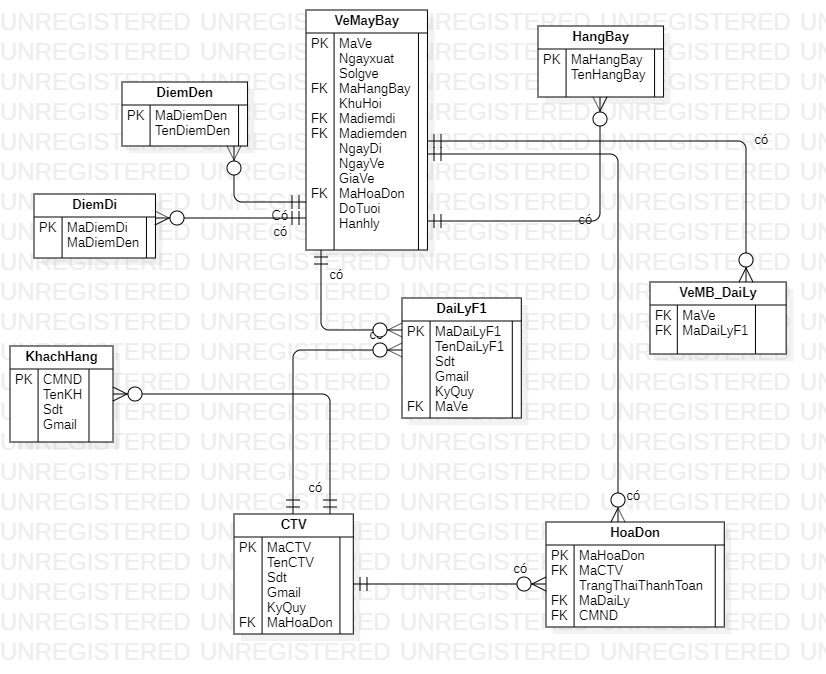 UNREGISTERED
VeMayBay
PK MaVe
Ngayxuat
Solgve
FK MaHangBay
KhuHoi
FK Madiemdi
FK Madiemden
NgayDi
NgayVe
GiaVe
FK MaHoaDon
DoTuoi
Hanhly
HangBay
PK MaHangBay
TenHangBay
DiemDen
PK MaDiemDen
TenDiemDen
DiemDi
PK MaDiemDi
MaDiemDen
Có
có
có
có
có
VeMB_DaiLy
FK MaVe
FK MaDaiLyF1
DaiLyF1
PK MaDaiLyF1
TenDaiLyF1
Sdt
Gmail
KyQuy
FK MaVe
có
KhachHang
PK CMND
TenKH
Sdt
Gmail
có
có
CTV
PK MaCTV
TenCTV
Sdt
Gmail
KyQuy
FK MaHoaDon
có
HoaDon
PK MaHoaDon
FK MaCTV
TrangThaiThanhToan
FK MaDaiLy
FK CMND